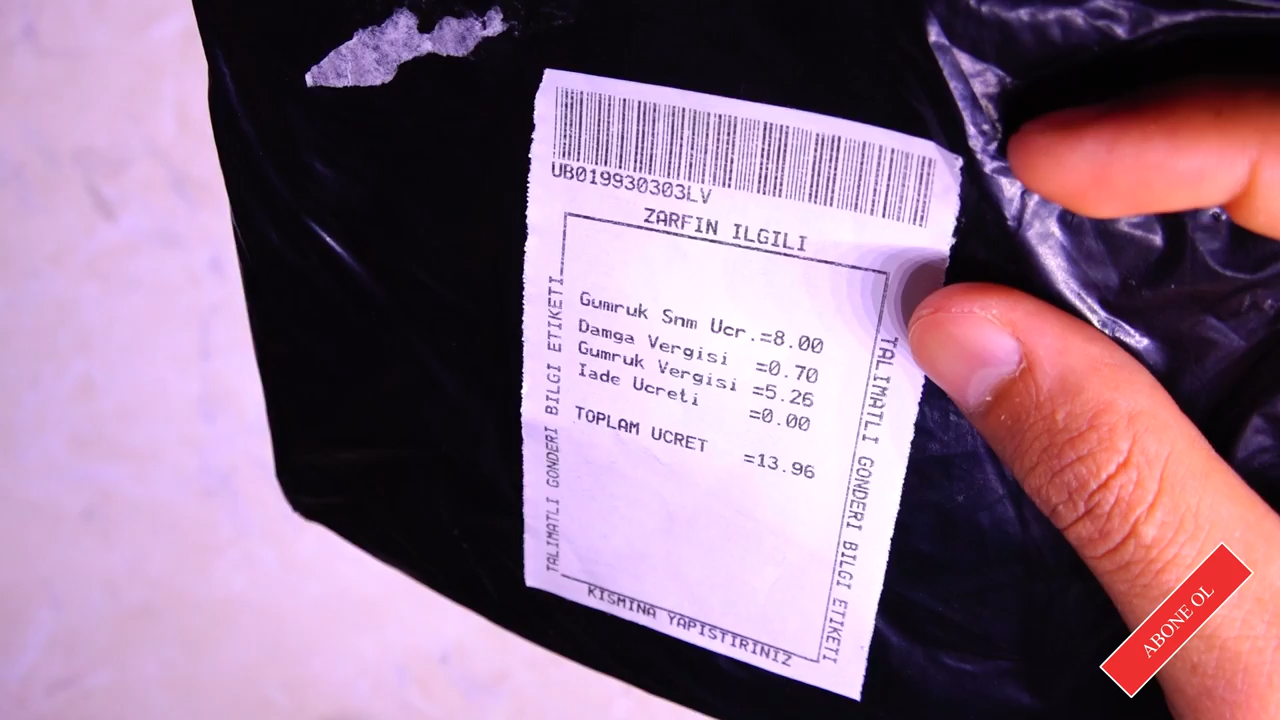 UB019930303LV
ZARFIN ILGILI
TALIMATLI GONDERI BILGI ETIKETI
Gumruk Snm Ucr.=8.00
Damga Vergisi =0.70
Gumruk Vergisi =5.26
Iade Ucreti =0.00
TOPLAM UCRET =13.96
TALIMATLI GONDERI BILGI ETIKETI
KISMINA YAPISTIRINIZ
ABONE OL